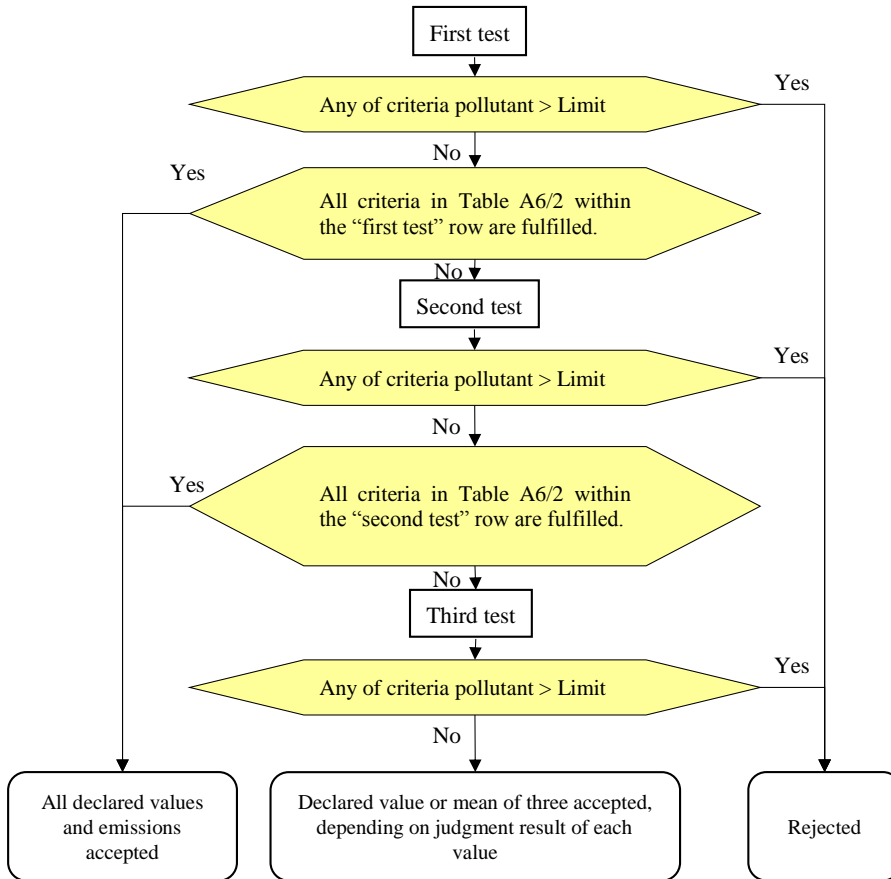 First test
Yes
Any of criteria pollutant > Limit
No
Yes
All criteria in Table A6/2 within
the “first test” row are fulfilled.
No
Second test
Yes
Any of criteria pollutant > Limit
No
Yes
All criteria in Table A6/2 within
the “second test” row are fulfilled.
No
Third test
Yes
Any of criteria pollutant > Limit
No
All declared values
and emissions
accepted
Declared value or mean of three accepted,
depending on judgment result of each
value
Rejected